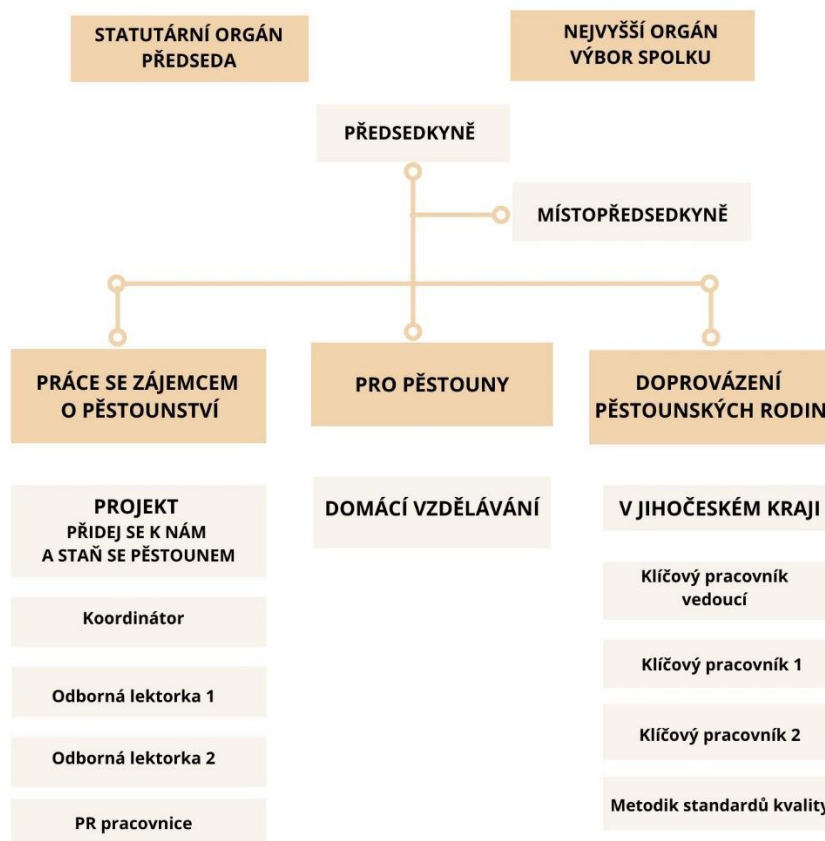 STATUTÁRNÍ ORGÁN
PŘEDSEDA
NEJVYŠŠÍ ORGÁN
VÝBOR SPOLKU
PŘEDSEDKYNĚ
MÍSTOPŘEDSEDKYNĚ
PRÁCE SE ZÁJEMCEM
O PĚSTOUNSTVÍ
PROJEKT
PŘIDEJ SE K NÁM
A STAŇ SE PĚSTOUNEM
Koordinátor
Odborná lektorka 1
Odborná lektorka 2
PR pracovnice
PRO PĚSTOUNY
DOMÁCÍ VZDĚLÁVÁNÍ
DOPROVÁZENÍ
PĚSTOUNSKÝCH RODIN
V JIHOČESKÉM KRAJI
Klíčový pracovník
vedoucí
Klíčový pracovník 1
Klíčový pracovník 2
Metodik standardů kvality